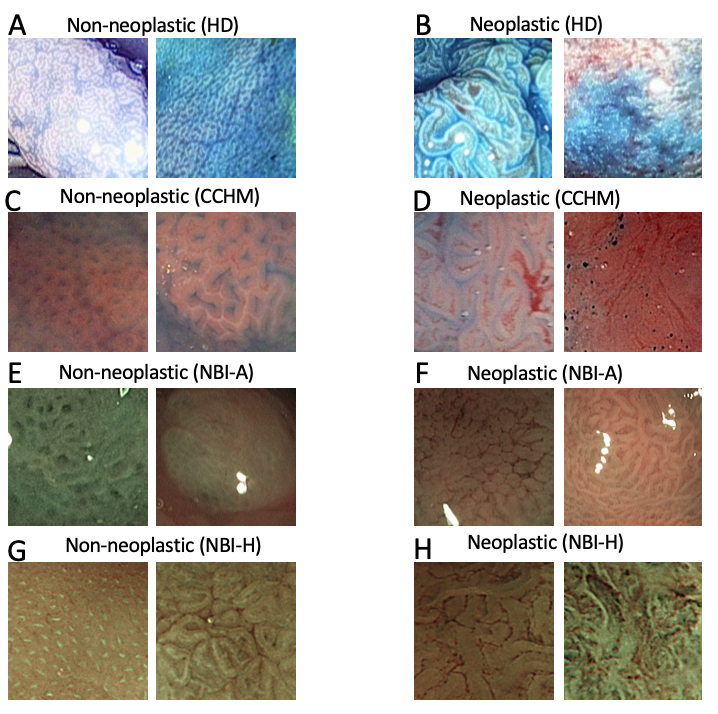 A Non-neoplastic (HD)
B Neoplastic (HD)
C Non-neoplastic (CCHM)
D Neoplastic (CCHM)
E Non-neoplastic (NBI-A)
F Neoplastic (NBI-A)
G Non-neoplastic (NBI-H)
H Neoplastic (NBI-H)